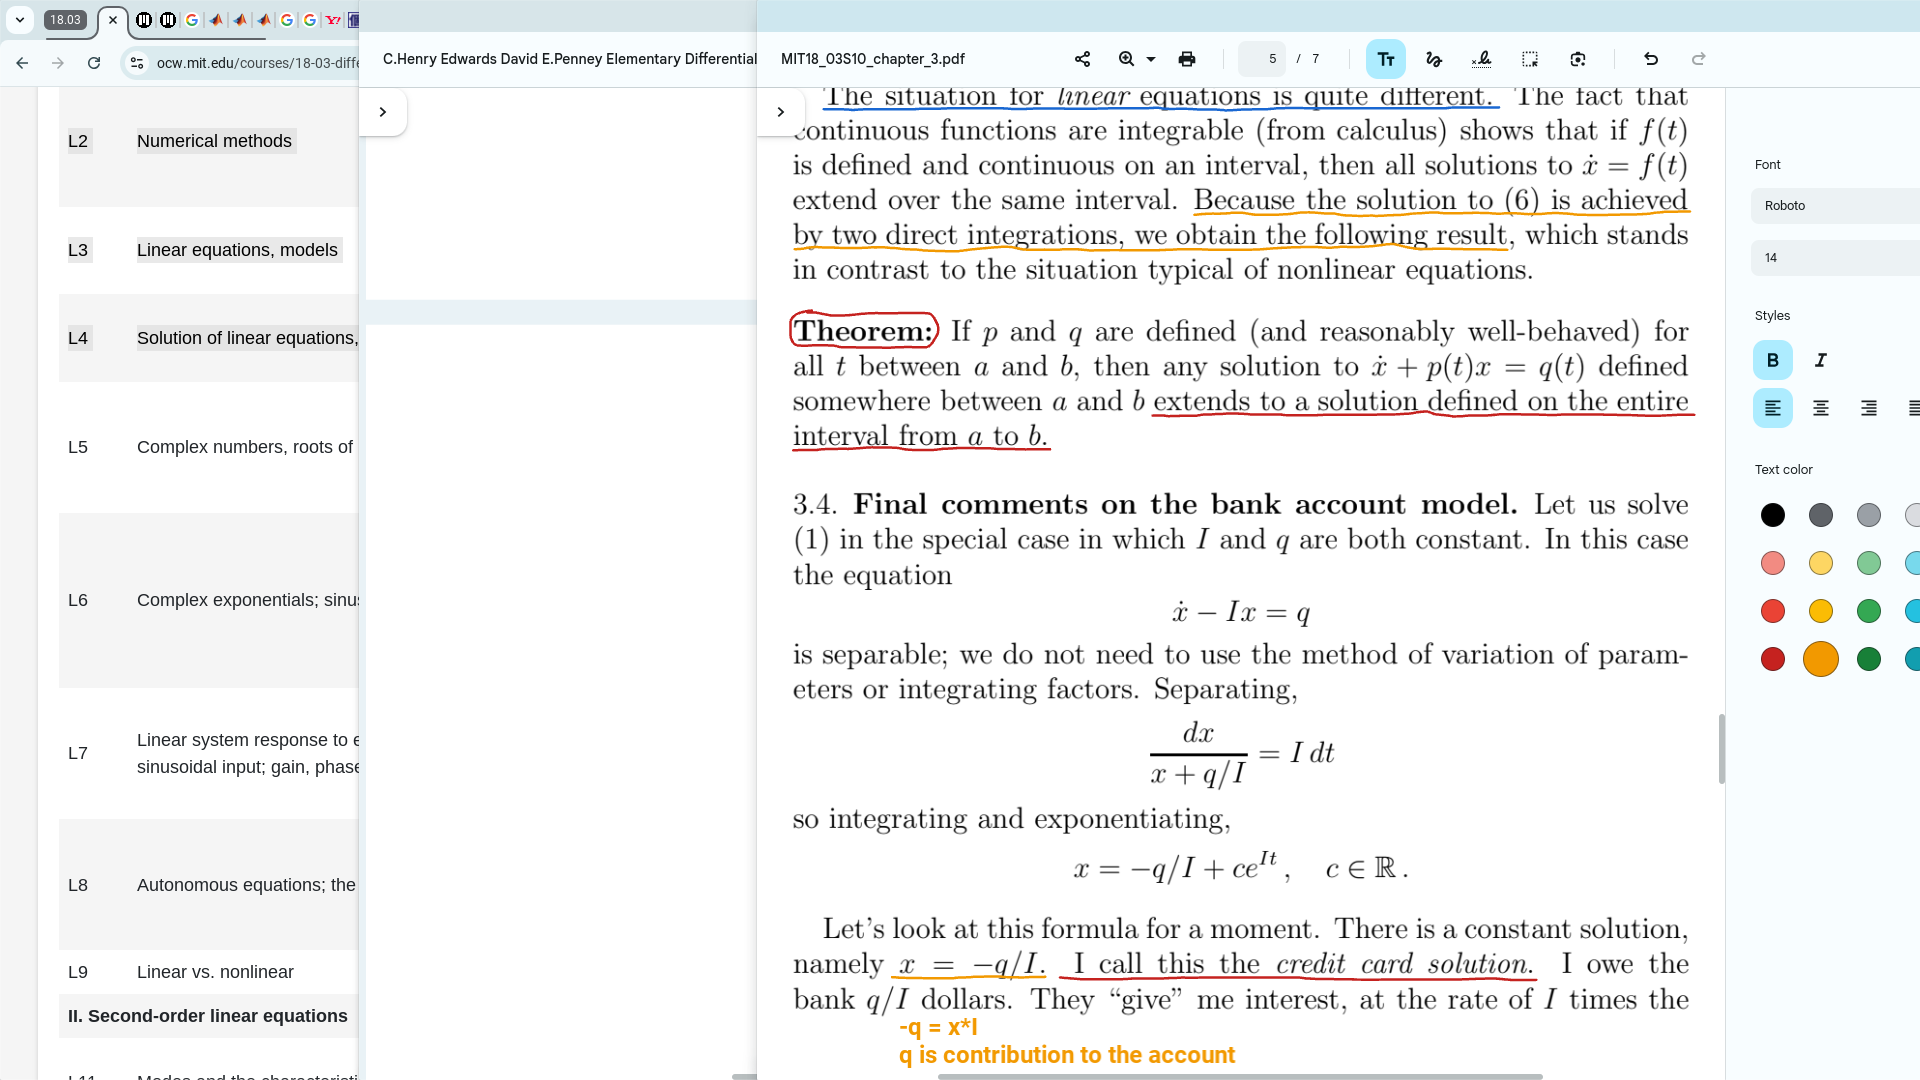 18.03
ocw.mit.edu/courses/18-03-diffe
L2 Numerical methods
L3 Linear equations, models
L4 Solution of linear equations,
L5 Complex numbers, roots of
L6 Complex exponentials; sinus
L7 Linear system response to e
sinusoidal input; gain, phase
L8 Autonomous equations; the
L9 Linear vs. nonlinear
II. Second-order linear equations
L11 Modes and the characteristi
C.Henry Edwards David E.Penney Elementary Differential
MIT18_03S10_chapter_3.pdf
5 / 7
The situation for linear equations is quite different. The fact that
continuous functions are integrable (from calculus) shows that if f(t)
is defined and continuous on an interval, then all solutions to ẋ = f(t)
extend over the same interval. Because the solution to (6) is achieved
by two direct integrations, we obtain the following result, which stands
in contrast to the situation typical of nonlinear equations.
Theorem: If p and q are defined (and reasonably well-behaved) for
all t between a and b, then any solution to ẋ + p(t)x = q(t) defined
somewhere between a and b extends to a solution defined on the entire
interval from a to b.
3.4. Final comments on the bank account model. Let us solve
(1) in the special case in which I and q are both constant. In this case
the equation
ẋ − Ix = q
is separable; we do not need to use the method of variation of param-
eters or integrating factors. Separating,
dx
x + q/I = I dt
so integrating and exponentiating,
x = −q/I + ce^{It} , c ∈ ℝ .
Let's look at this formula for a moment. There is a constant solution,
namely x = −q/I. I call this the credit card solution. I owe the
bank q/I dollars. They “give” me interest, at the rate of I times the
-q = x*I
q is contribution to the account
Font
Roboto
14
Styles
B I
Text color